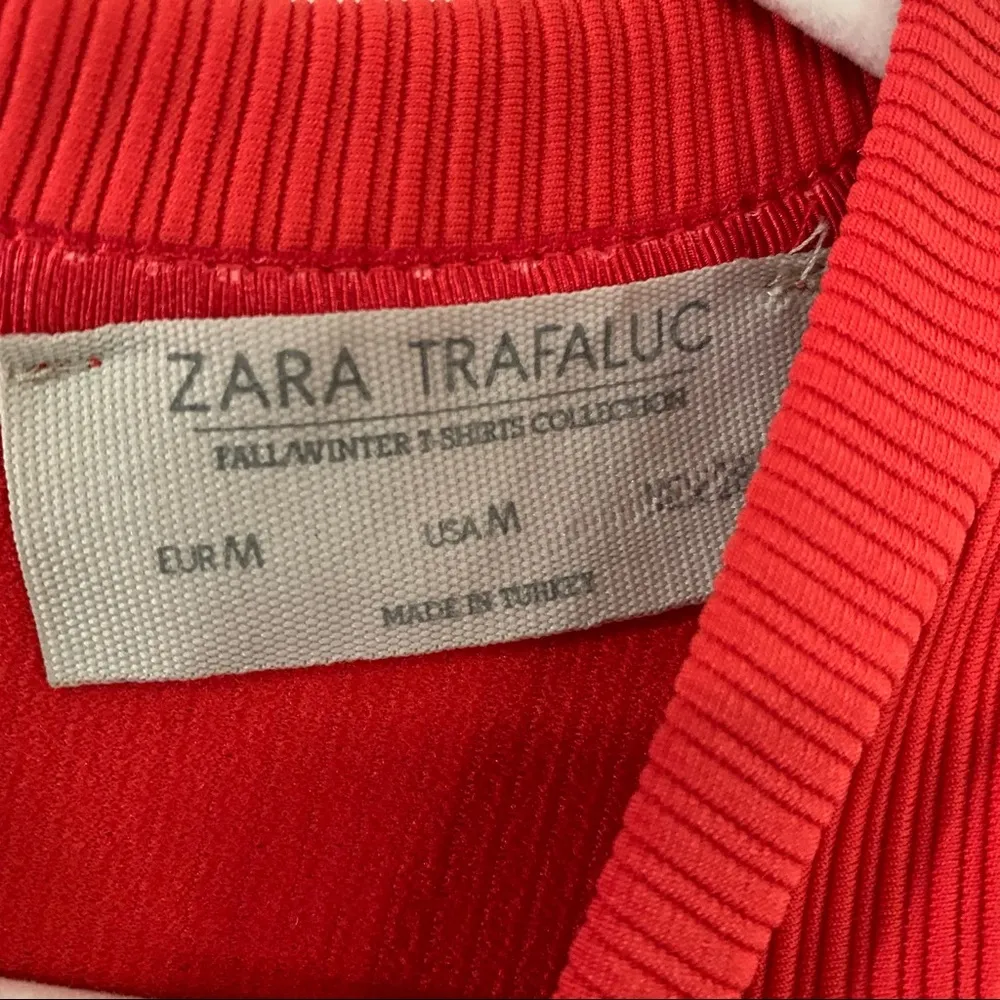 ZARA TRAFALUC
FALL/WINTER T-SHIRTS COLLECTION
EUR M USA M
MADE IN TURKEY